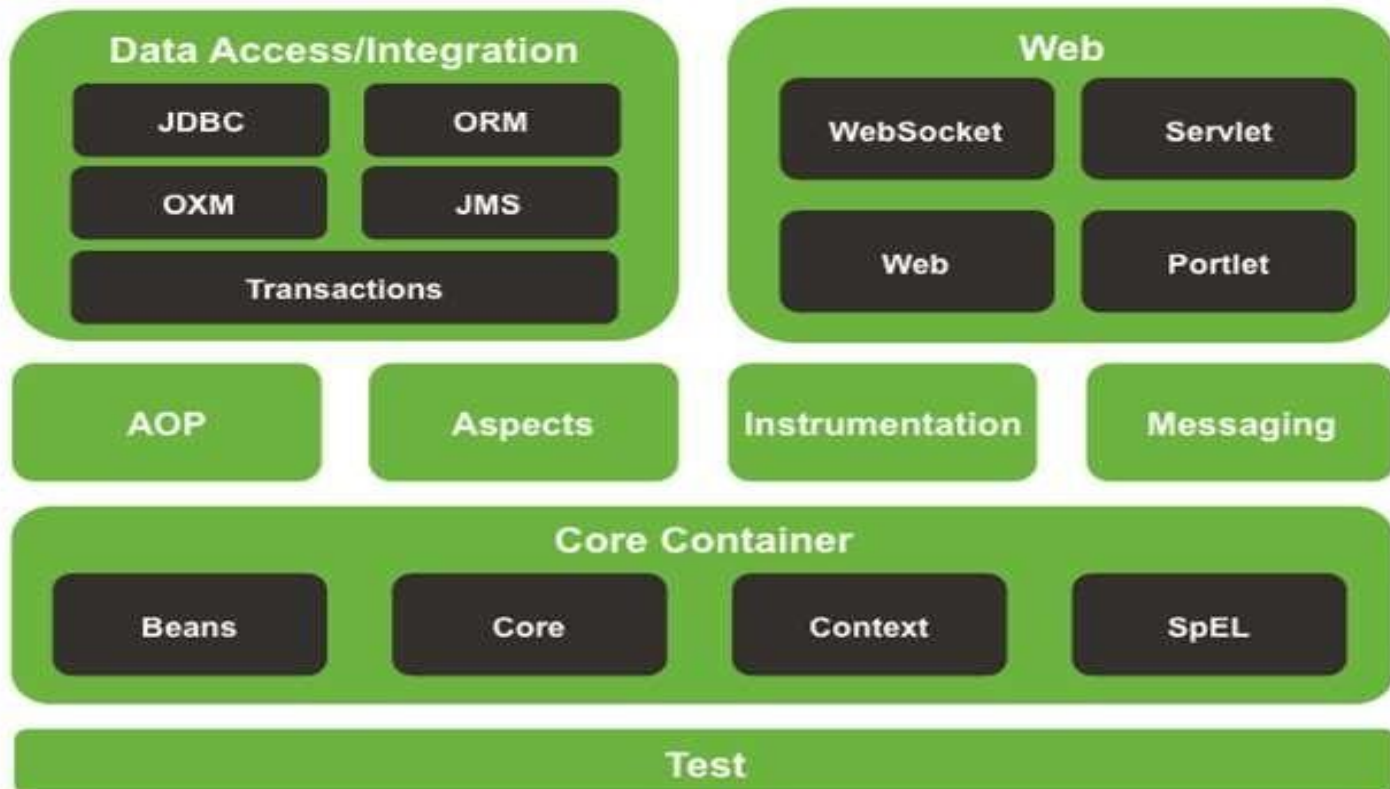 Data Access/Integration
JDBC
ORM
OXM
JMS
Transactions
Web
WebSocket
Servlet
Web
Portlet
AOP
Aspects
Instrumentation
Messaging
Core Container
Beans
Core
Context
SpEL
Test